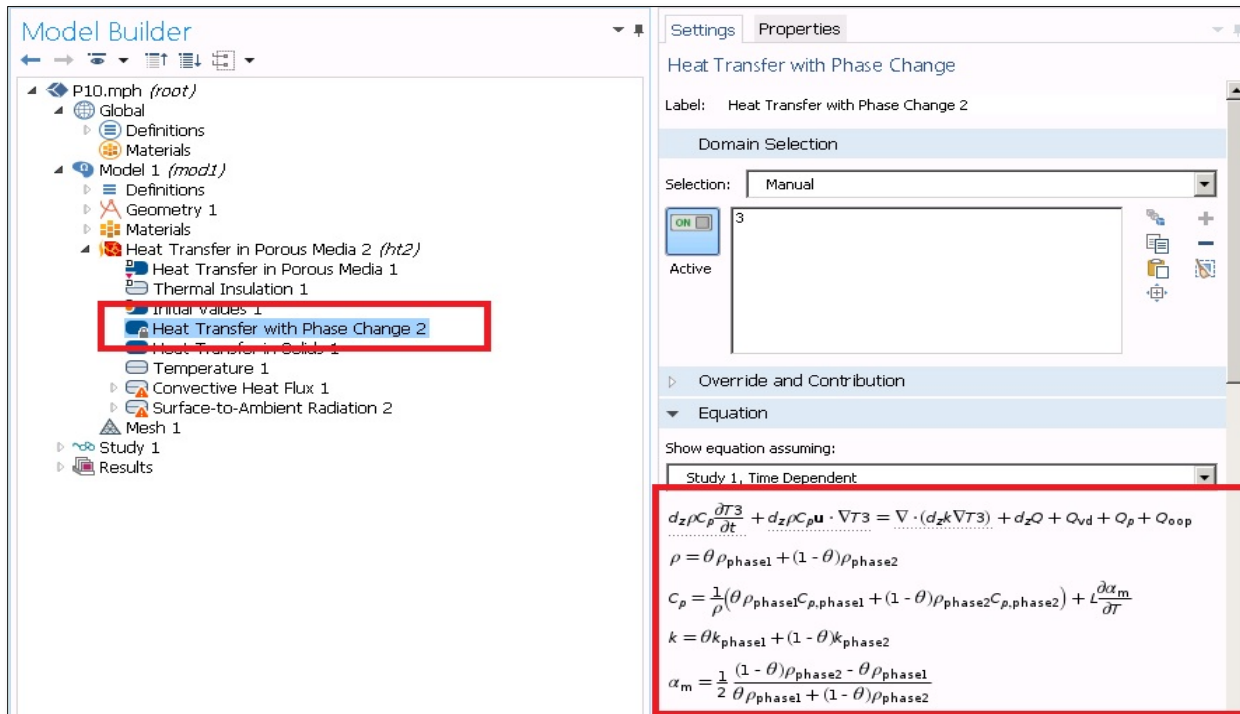 Model Builder
P10.mph (root)
Global
Definitions
Materials
Model 1 (mod1)
Definitions
Geometry 1
Materials
Heat Transfer in Porous Media 2 (ht2)
Heat Transfer in Porous Media 1
Thermal Insulation 1
Initial Values 1
Heat Transfer with Phase Change 2
Heat Transfer in Solids 1
Temperature 1
Convective Heat Flux 1
Surface-to-Ambient Radiation 2
Mesh 1
Study 1
Results
Settings Properties
Heat Transfer with Phase Change
Label: Heat Transfer with Phase Change 2
Domain Selection
Selection: Manual
ON
3
Active
Override and Contribution
Equation
Show equation assuming:
Study 1, Time Dependent
d_zρC_p ∂T3/∂t + d_zρC_p u · ∇T3 = ∇ · (d_zk∇T3) + d_zQ + Q_vd + Q_p + Q_oop
ρ = θρ_phase1 + (1 - θ)ρ_phase2
C_p = 1/ρ (θρ_phase1C_p,phase1 + (1 - θ)ρ_phase2C_p,phase2) + L ∂α_m/∂T
k = θk_phase1 + (1 - θ)k_phase2
α_m = 1/2 ((1 - θ)ρ_phase2 - θρ_phase1)/(θρ_phase1 + (1 - θ)ρ_phase2)